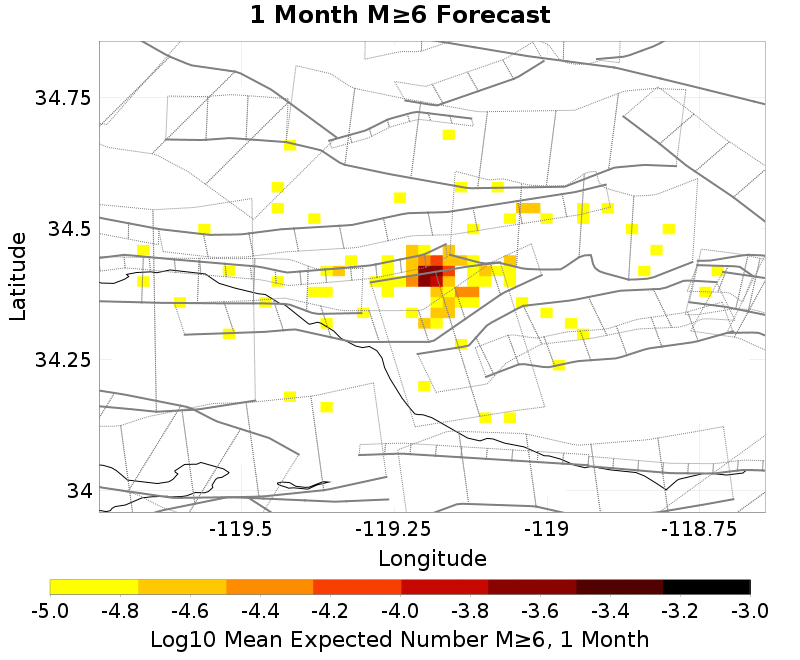 1 Month M≥6 Forecast
34.75
34.5
34.25
34
Latitude
-119.5 -119.25 -119 -118.75
Longitude
-5.0 -4.8 -4.6 -4.4 -4.2 -4.0 -3.8 -3.6 -3.4 -3.2 -3.0
Log10 Mean Expected Number M≥6, 1 Month